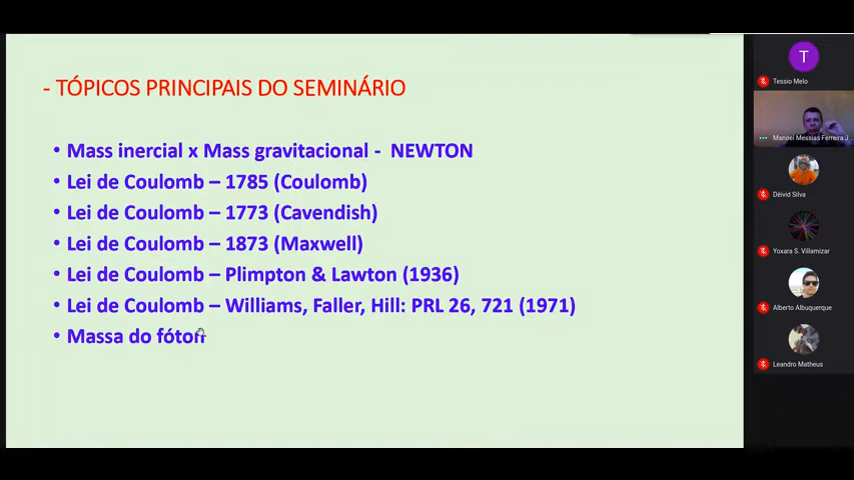 - TÓPICOS PRINCIPAIS DO SEMINÁRIO
• Mass inercial x Mass gravitacional - NEWTON
• Lei de Coulomb – 1785 (Coulomb)
• Lei de Coulomb – 1773 (Cavendish)
• Lei de Coulomb – 1873 (Maxwell)
• Lei de Coulomb – Plimpton & Lawton (1936)
• Lei de Coulomb – Williams, Faller, Hill: PRL 26, 721 (1971)
• Massa do fóton
T
Tessio Melo
Manoel Messias Ferreira J
Déivid Silva
Yoxara S. Villamizar
Alberto Albuquerque
Leandro Matheus